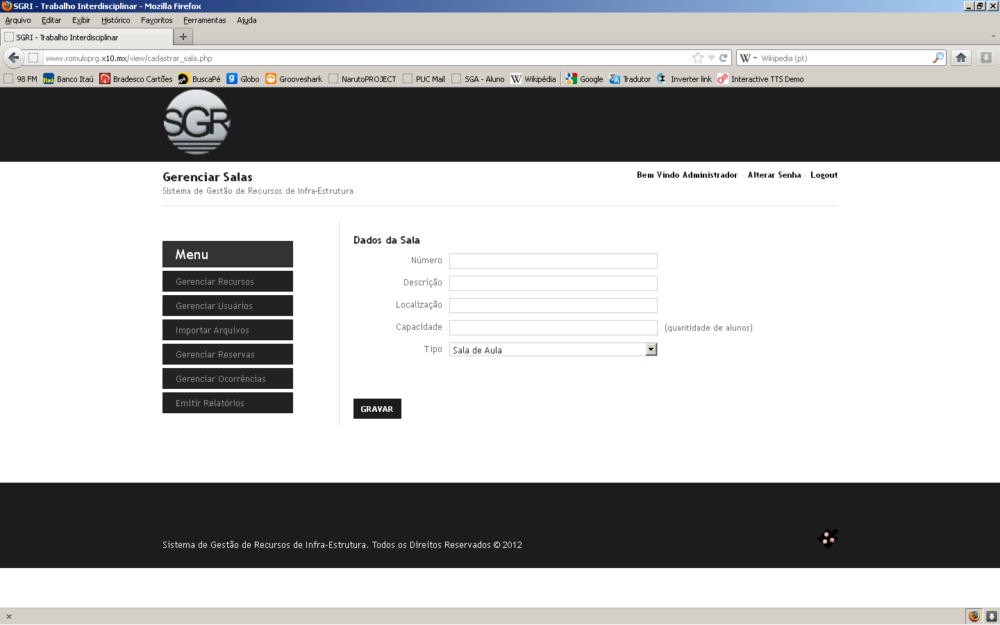 SGRI - Trabalho Interdisciplinar - Mozilla Firefox
Arquivo Editar Exibir Histórico Favoritos Ferramentas Ajuda
SGRI - Trabalho Interdisciplinar
www.romuloprg.x10.mx/view/cadastrar_sala.php
W Wikipedia (pt)
98 FM Itaú Banco Itaú Bradesco Cartões BuscaPé Globo Grooveshark NarutoPROJECT PUC Mail SGA - Aluno W Wikipédia Google Tradutor Inverter link Interactive TTS Demo
SGR
Gerenciar Salas
Bem Vindo Administrador - Alterar Senha - Logout
Sistema de Gestão de Recursos de Infra-Estrutura
Menu
Gerenciar Recursos
Gerenciar Usuários
Importar Arquivos
Gerenciar Reservas
Gerenciar Ocorrências
Emitir Relatórios
Dados da Sala
Número
Descrição
Localização
Capacidade (quantidade de alunos)
Tipo Sala de Aula
GRAVAR
Sistema de Gestão de Recursos de Infra-Estrutura. Todos os Direitos Reservados © 2012